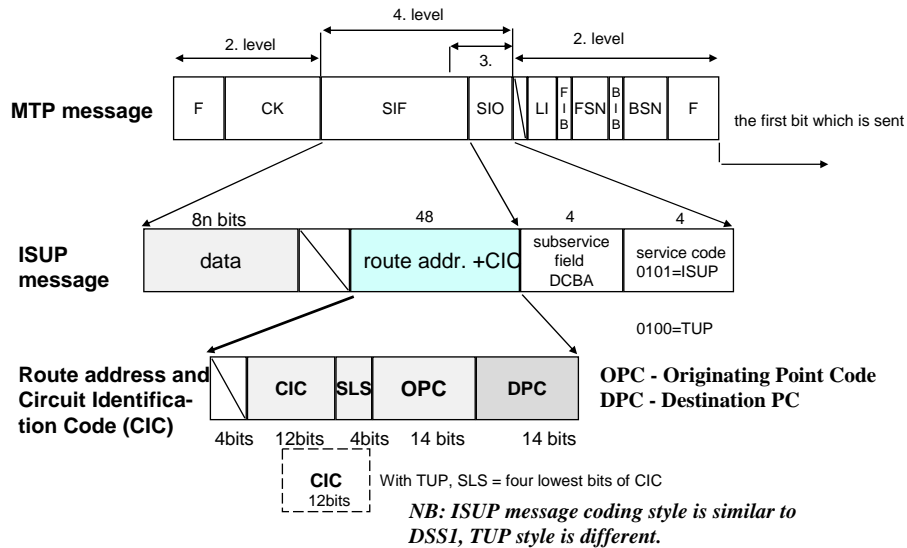 4. level
2. level
2. level
3.
MTP message
F
CK
SIF
SIO
LI
F
I
B
FSN
B
I
B
BSN
F
the first bit which is sent
8n bits
48
4
4
ISUP
message
data
route addr. +CIC
subservice
field
DCBA
service code
0101=ISUP
0100=TUP
Route address and
Circuit Identifica-
tion Code (CIC)
CIC
SLS
OPC
DPC
OPC - Originating Point Code
DPC - Destination PC
4bits
12bits
4bits
14 bits
14 bits
CIC
12bits
With TUP, SLS = four lowest bits of CIC
NB: ISUP message coding style is similar to
DSS1, TUP style is different.